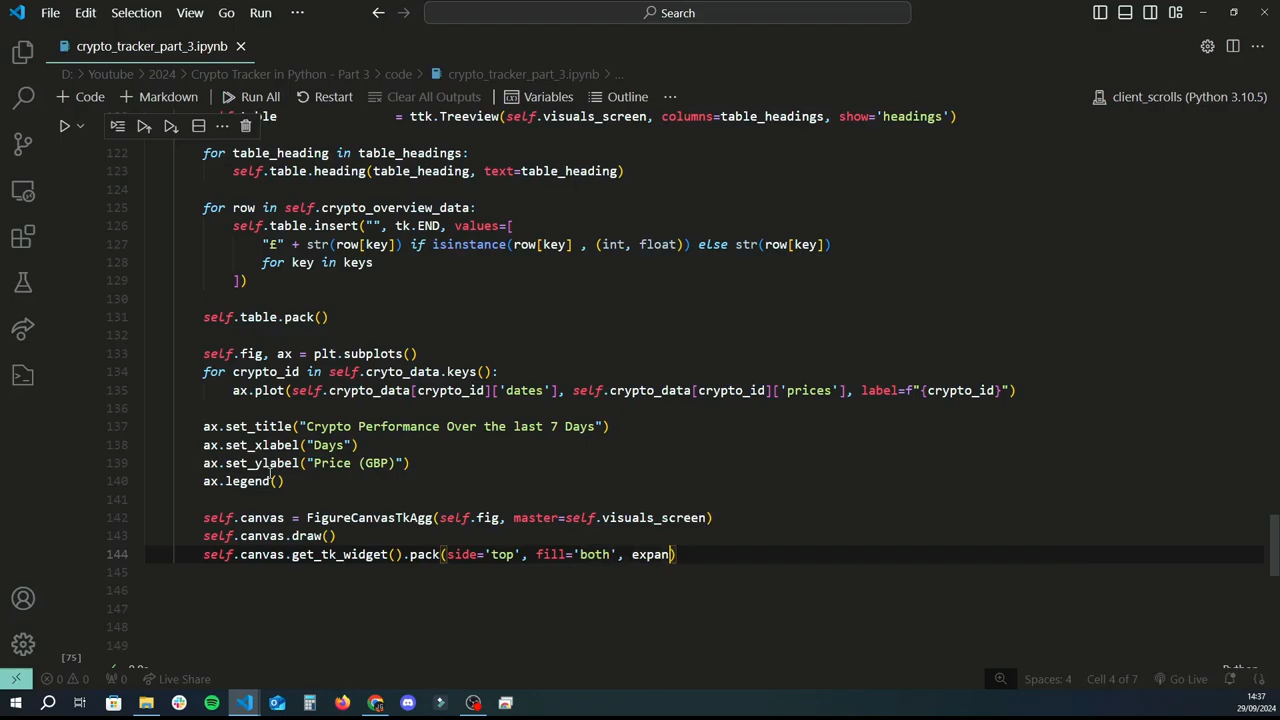 File Edit Selection View Go Run ··· Search
crypto_tracker_part_3.ipynb
D: > Youtube > 2024 > Crypto Tracker in Python - Part 3 > code > crypto_tracker_part_3.ipynb > ...
+ Code + Markdown Run All Restart Clear All Outputs Variables Outline ··· client_scrolls (Python 3.10.5)
= ttk.Treeview(self.visuals_screen, columns=table_headings, show='headings')
122 for table_heading in table_headings:
123 self.table.heading(table_heading, text=table_heading)
124
125 for row in self.crypto_overview_data:
126 self.table.insert("", tk.END, values=[
127 "£" + str(row[key]) if isinstance(row[key] , (int, float)) else str(row[key])
128 for key in keys
129 ])
130
131 self.table.pack()
132
133 self.fig, ax = plt.subplots()
134 for crypto_id in self.cryto_data.keys():
135 ax.plot(self.crypto_data[crypto_id]['dates'], self.crypto_data[crypto_id]['prices'], label=f"{crypto_id}")
136
137 ax.set_title("Crypto Performance Over the last 7 Days")
138 ax.set_xlabel("Days")
139 ax.set_ylabel("Price (GBP)")
140 ax.legend()
141
142 self.canvas = FigureCanvasTkAgg(self.fig, master=self.visuals_screen)
143 self.canvas.draw()
144 self.canvas.get_tk_widget().pack(side='top', fill='both', expan)
145
146
147
148
149
[75]
0 0 0 Live Share Spaces: 4 Cell 4 of 7 Go Live
14:37
29/09/2024